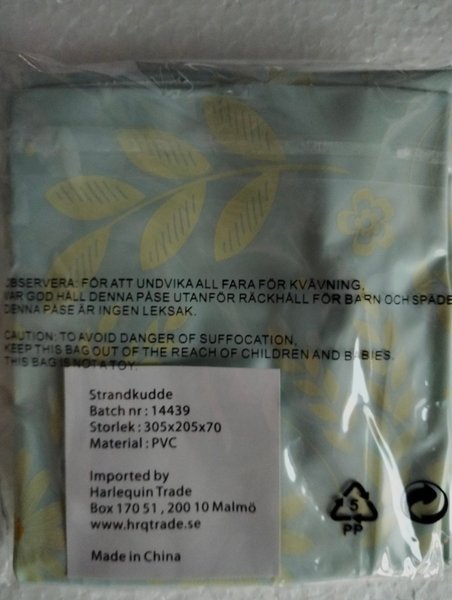 OBSERVERA: FÖR ATT UNDVIKA ALL FARA FÖR KVÄVNING,
VAR GOD HÅLL DENNA PÅSE UTANFÖR RÄCKHÅLL FÖR BARN OCH SPÄDB
DENNA PÅSE ÄR INGEN LEKSAK.
CAUTION: TO AVOID DANGER OF SUFFOCATION,
KEEP THIS BAG OUT OF THE REACH OF CHILDREN AND BABIES.
THIS BAG IS NOT A TOY.
Strandkudde
Batch nr : 14439
Storlek : 305x205x70
Material : PVC
Imported by
Harlequin Trade
Box 170 51 , 200 10 Malmö
www.hrqtrade.se
Made in China
5
PP